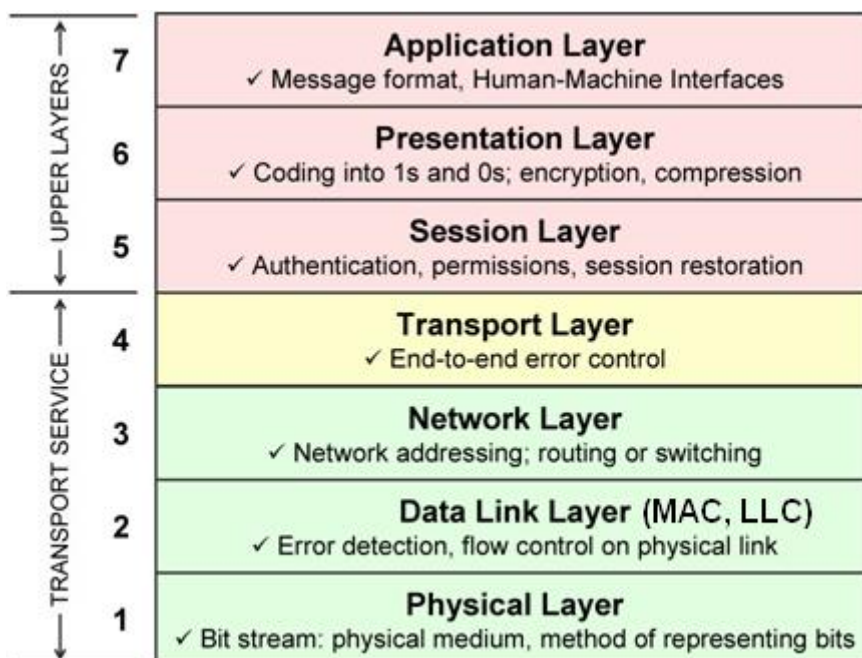 UPPER LAYERS
7
Application Layer
✓ Message format, Human-Machine Interfaces
6
Presentation Layer
✓ Coding into 1s and 0s; encryption, compression
5
Session Layer
✓ Authentication, permissions, session restoration
TRANSPORT SERVICE
4
Transport Layer
✓ End-to-end error control
3
Network Layer
✓ Network addressing; routing or switching
2
Data Link Layer (MAC, LLC)
✓ Error detection, flow control on physical link
1
Physical Layer
✓ Bit stream: physical medium, method of representing bits